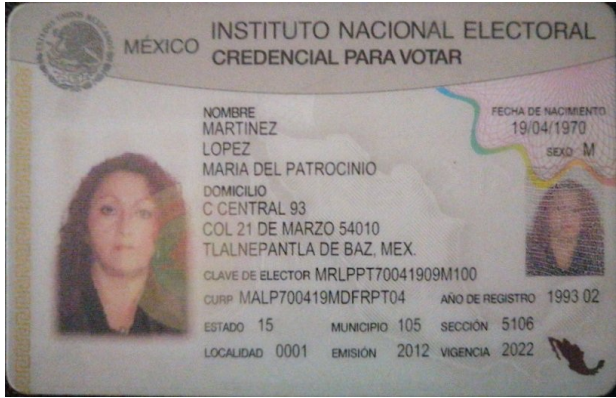 MÉXICO INSTITUTO NACIONAL ELECTORAL
CREDENCIAL PARA VOTAR
NOMBRE
MARTINEZ
LOPEZ
MARIA DEL PATROCINIO
FECHA DE NACIMIENTO
19/04/1970
SEXO M
DOMICILIO
C CENTRAL 93
COL 21 DE MARZO 54010
TLALNEPANTLA DE BAZ, MEX.
CLAVE DE ELECTOR MRLPPT70041909M100
CURP MALP700419MDFRPT04 AÑO DE REGISTRO 1993 02
ESTADO 15 MUNICIPIO 105 SECCIÓN 5106
LOCALIDAD 0001 EMISIÓN 2012 VIGENCIA 2022